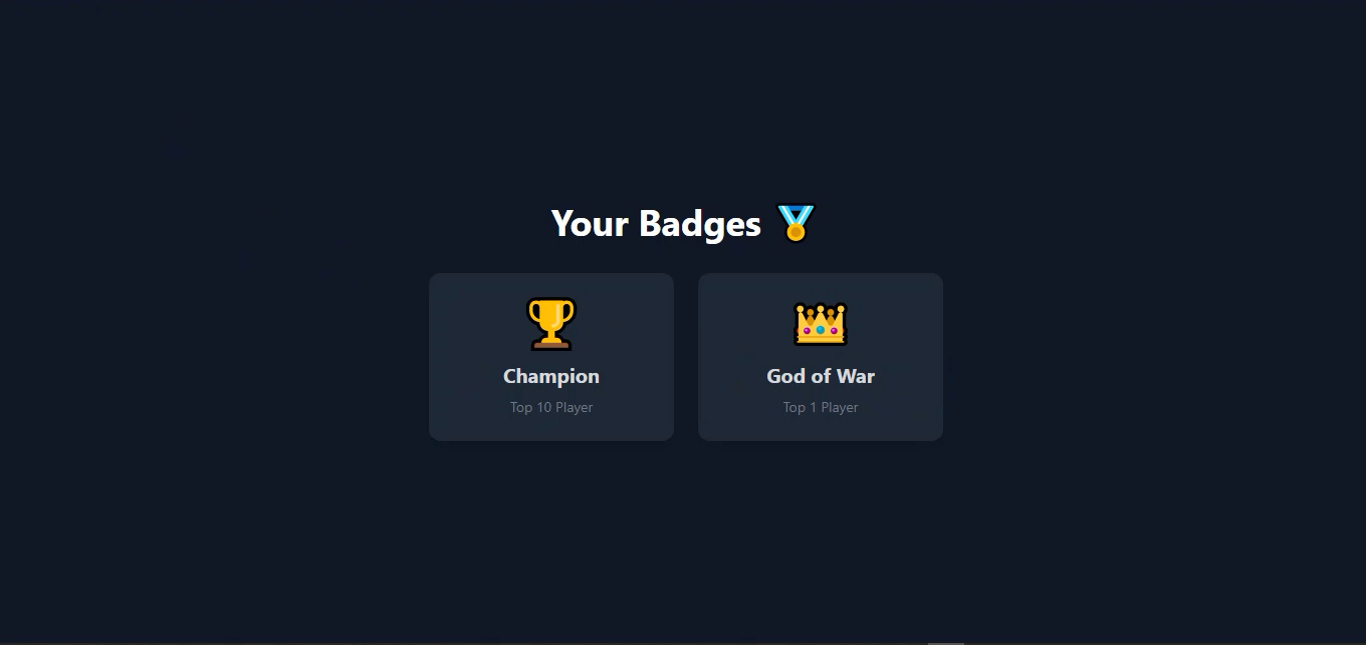 Your Badges 🏅
Champion
Top 10 Player
God of War
Top 1 Player